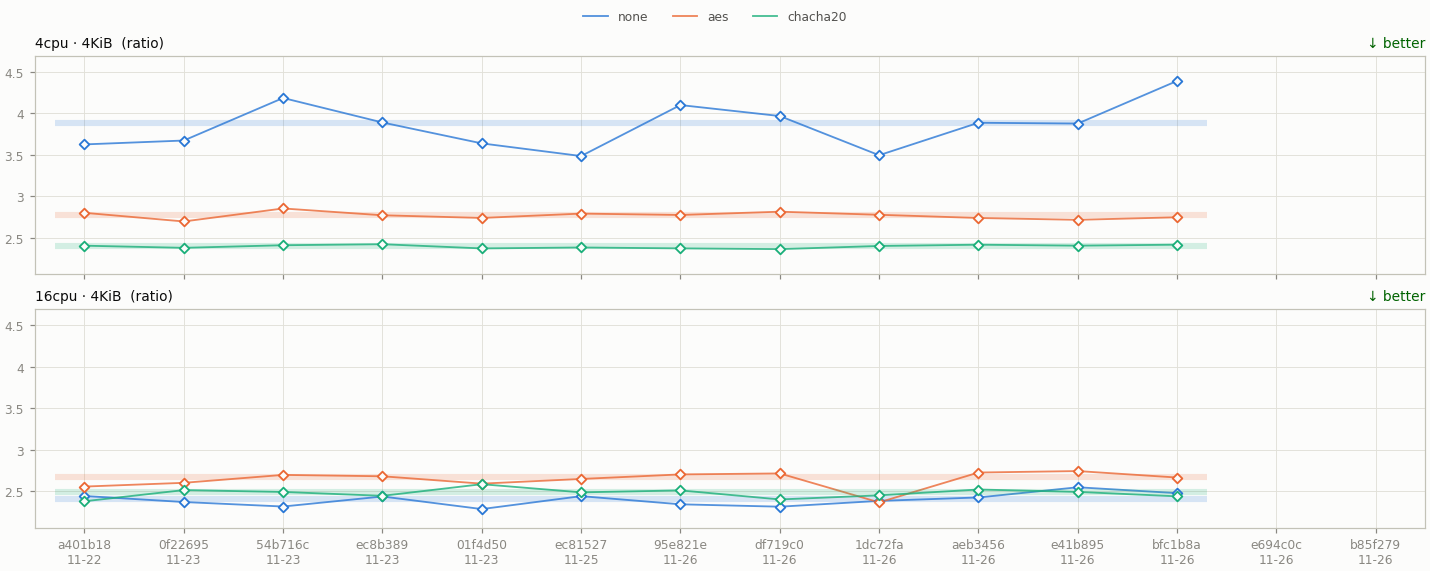 none aes chacha20
4cpu · 4KiB (ratio) ↓ better
4.5
4
3.5
3
2.5
16cpu · 4KiB (ratio) ↓ better
4.5
4
3.5
3
2.5
a401b18 0f22695 54b716c ec8b389 01f4d50 ec81527 95e821e df719c0 1dc72fa aeb3456 e41b895 bfc1b8a e694c0c b85f279
11-22 11-23 11-23 11-23 11-23 11-25 11-26 11-26 11-26 11-26 11-26 11-26 11-26 11-26